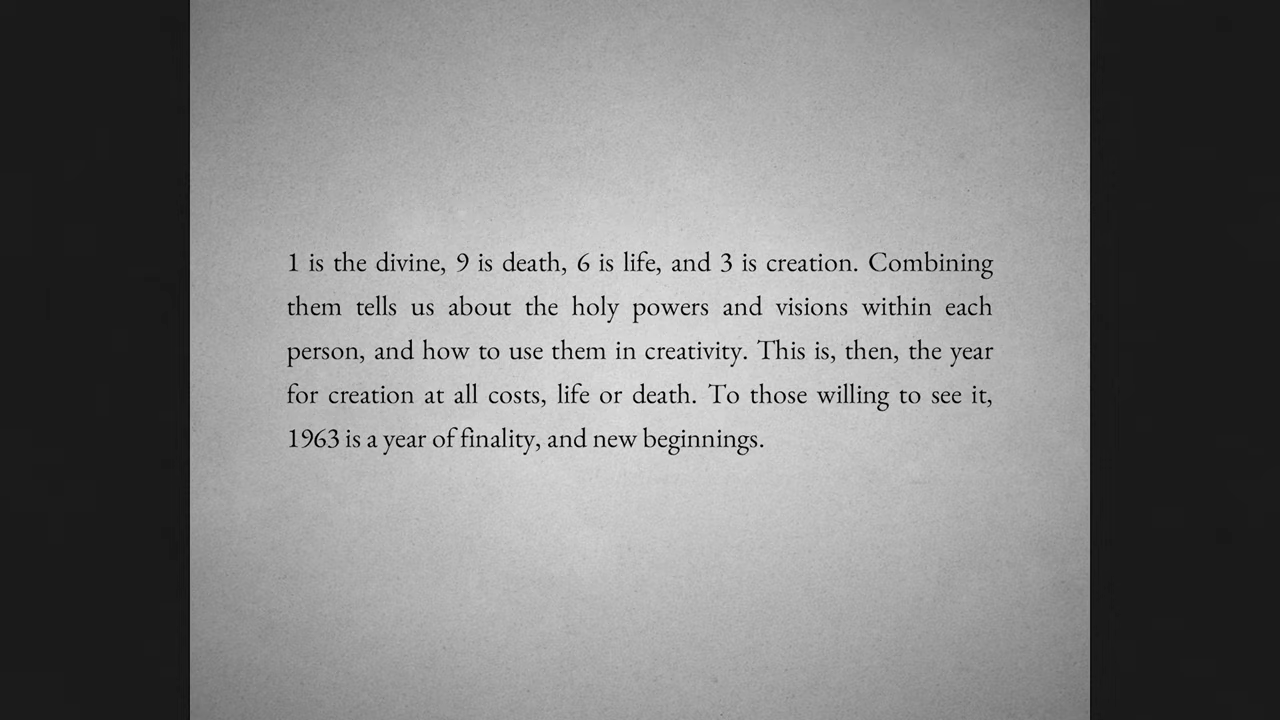 1 is the divine, 9 is death, 6 is life, and 3 is creation. Combining
them tells us about the holy powers and visions within each
person, and how to use them in creativity. This is, then, the year
for creation at all costs, life or death. To those willing to see it,
1963 is a year of finality, and new beginnings.